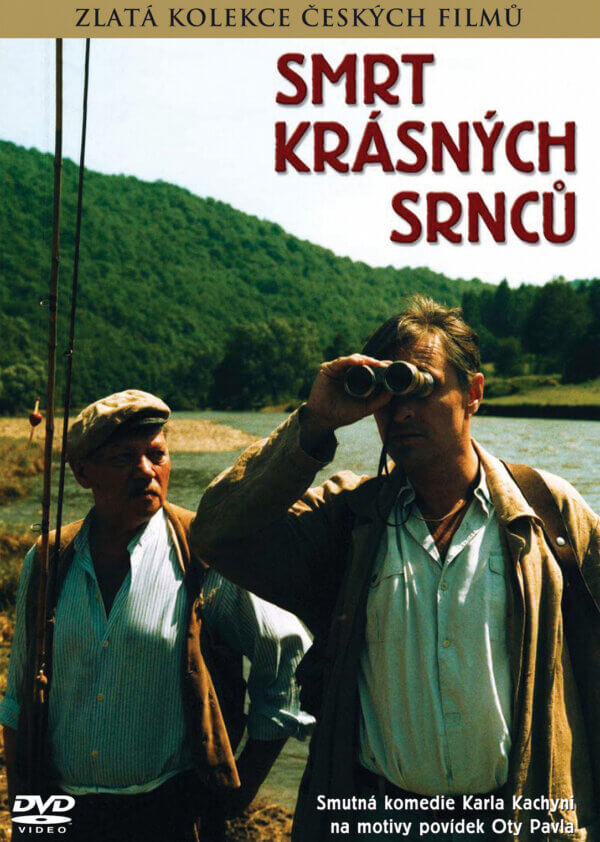 ZLATÁ KOLEKCE ČESKÝCH FILMŮ
SMRT
KRÁSNÝCH
SRNCŮ
Smutná komedie Karla Kachyni
na motivy povídek Oty Pavla
DVD
VIDEO